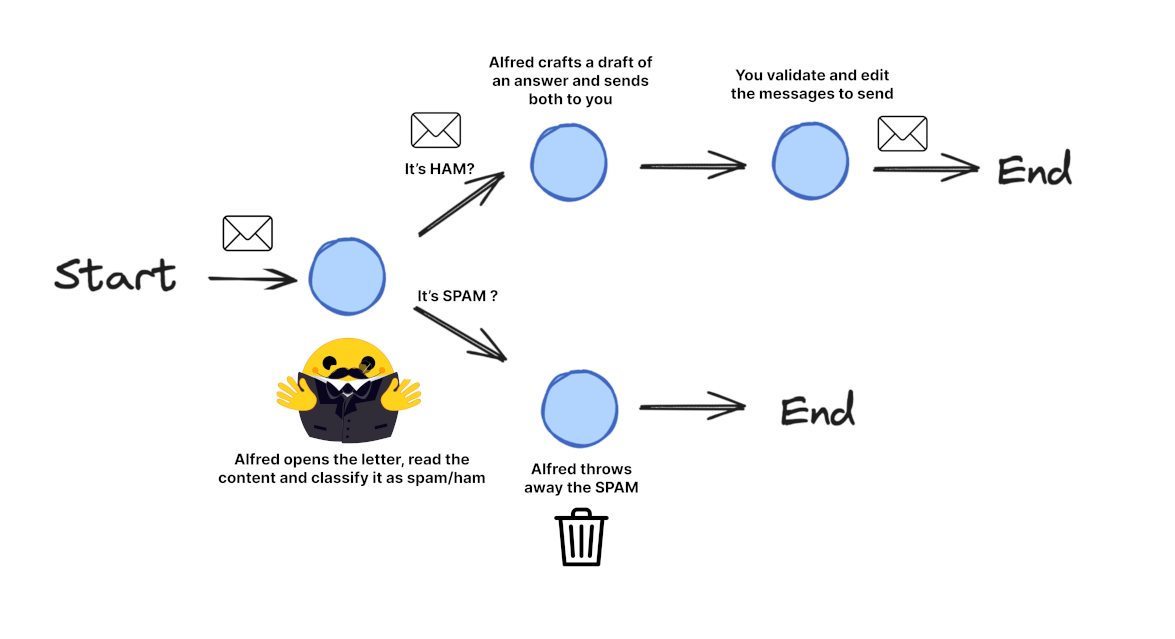 Alfred crafts a draft of
an answer and sends
both to you
You validate and edit
the messages to send
It's HAM?
End
Start
It's SPAM ?
End
Alfred opens the letter, read the
content and classify it as spam/ham
Alfred throws
away the SPAM